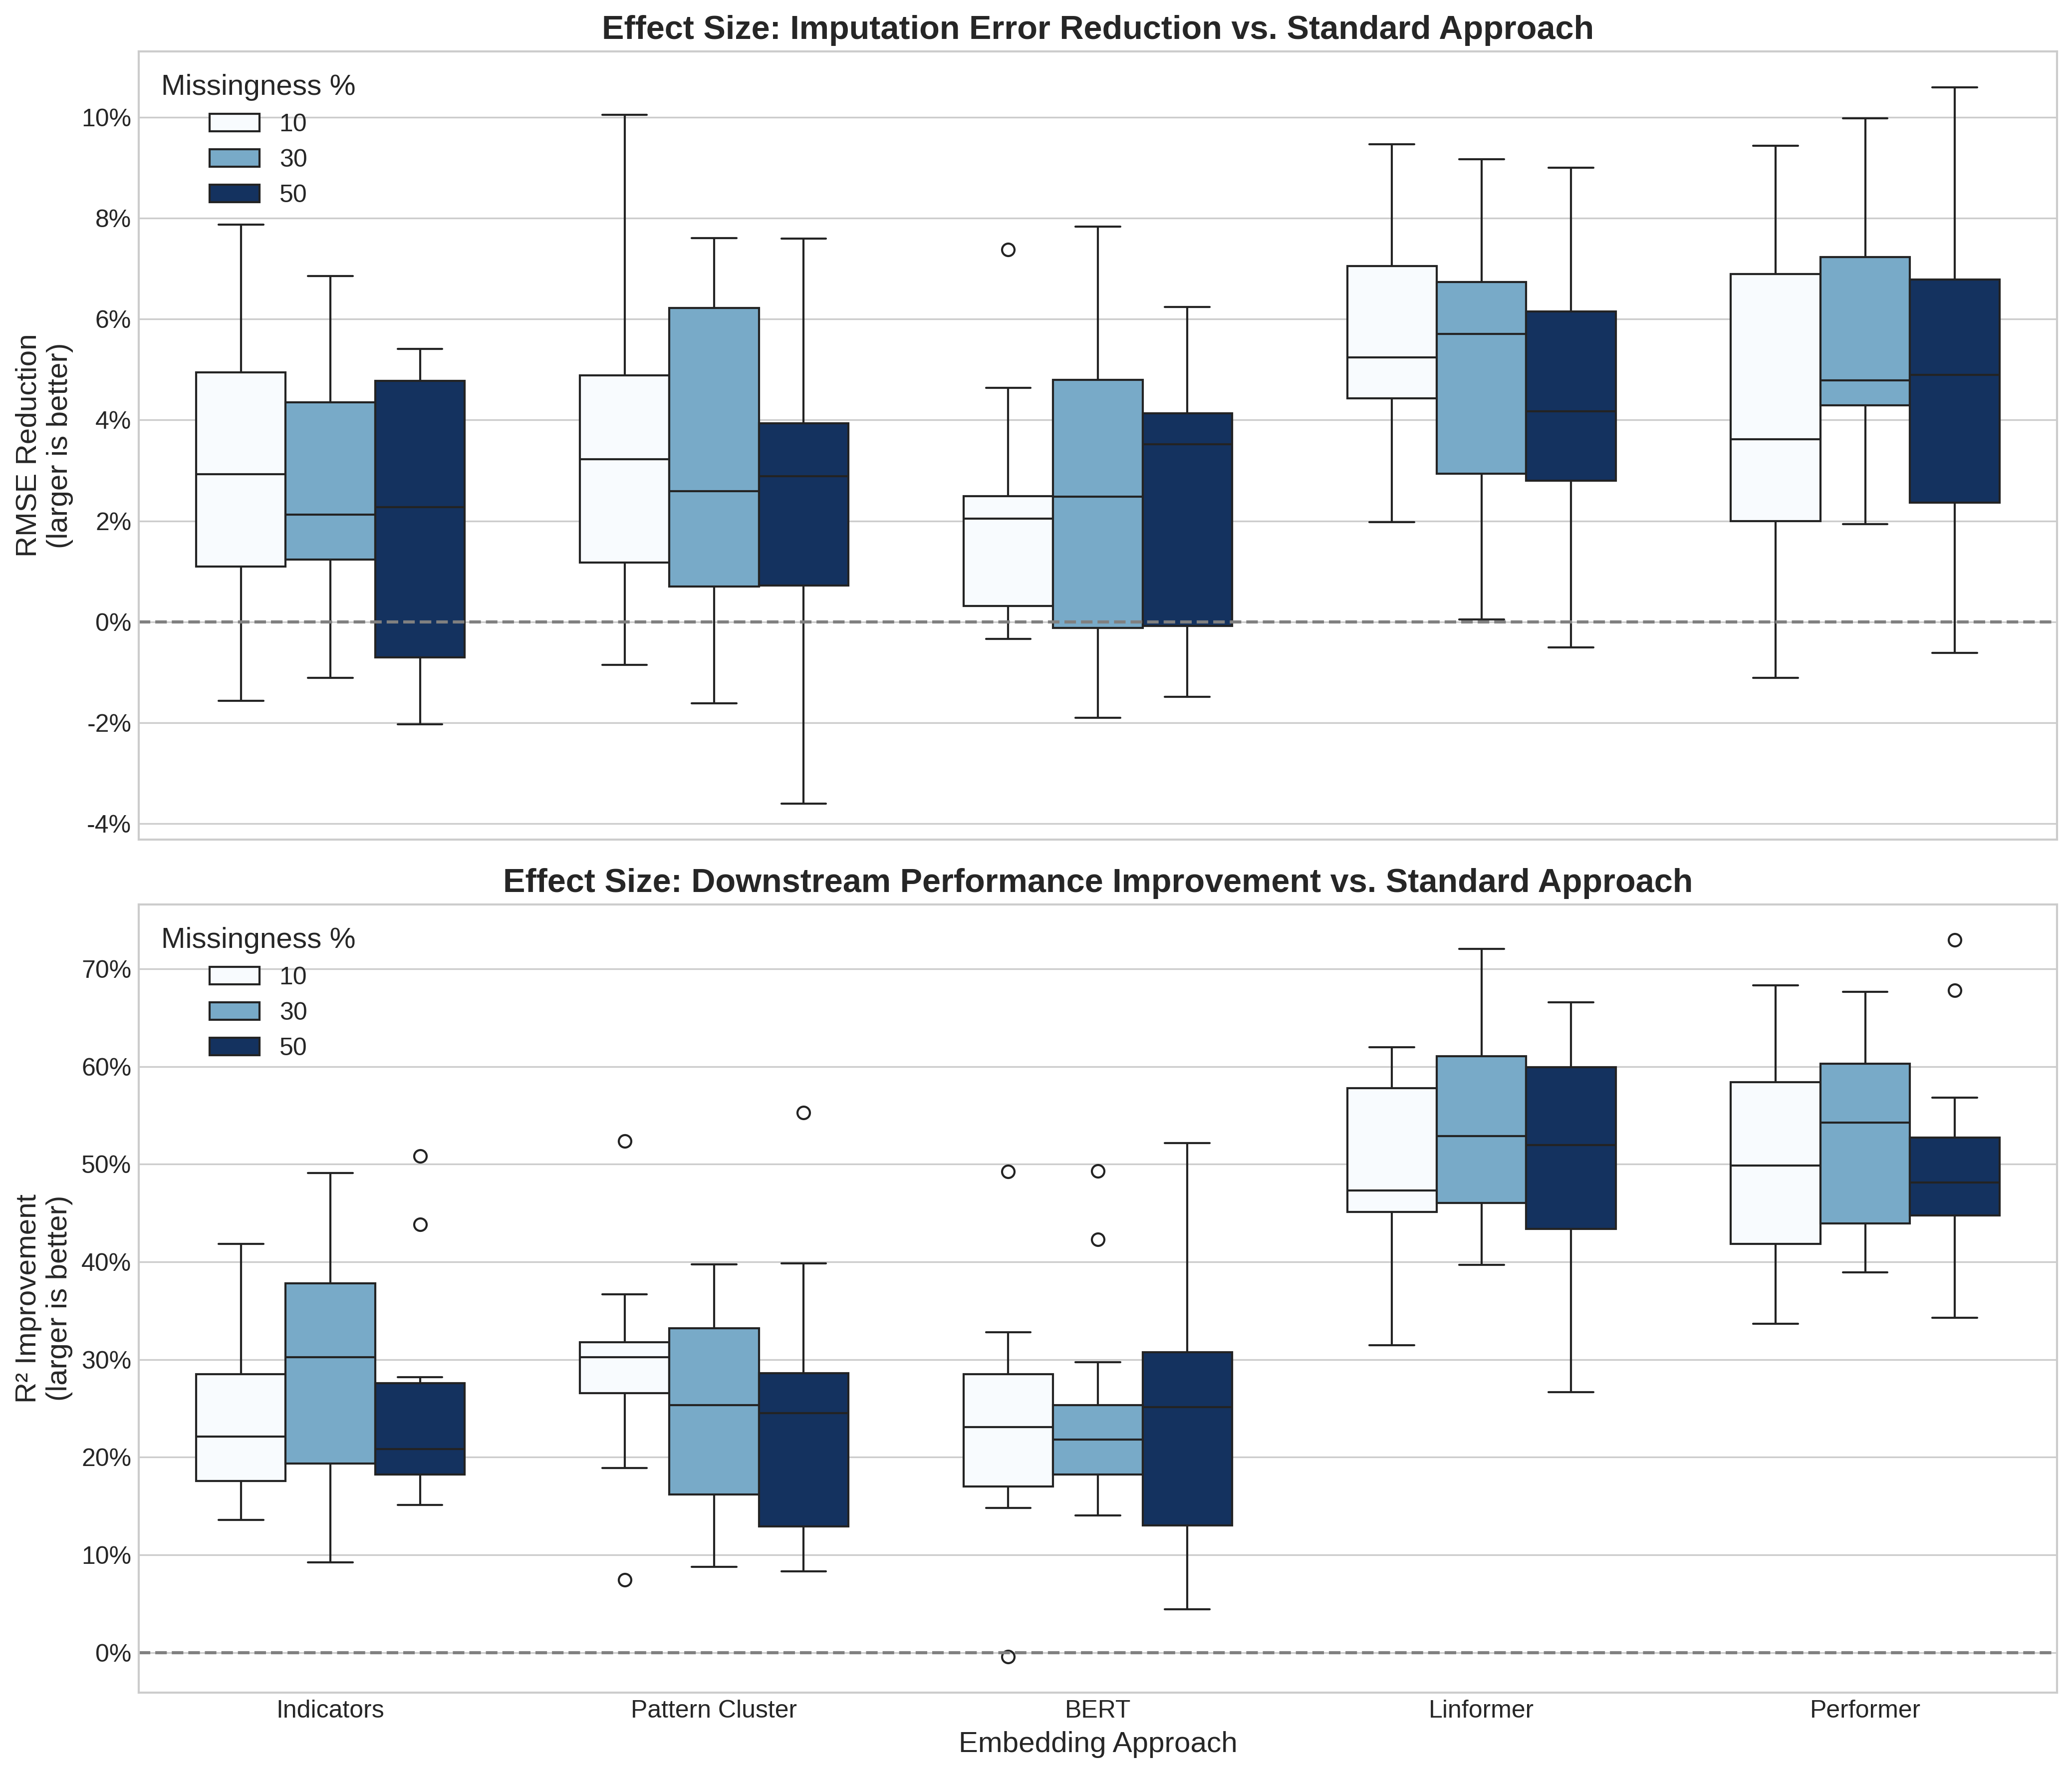 Effect Size: Imputation Error Reduction vs. Standard Approach
Missingness %
10
30
50
10%
8%
6%
4%
2%
0%
-2%
-4%
RMSE Reduction
(larger is better)
Effect Size: Downstream Performance Improvement vs. Standard Approach
Missingness %
10
30
50
70%
60%
50%
40%
30%
20%
10%
0%
R² Improvement
(larger is better)
Indicators
Pattern Cluster
BERT
Linformer
Performer
Embedding Approach